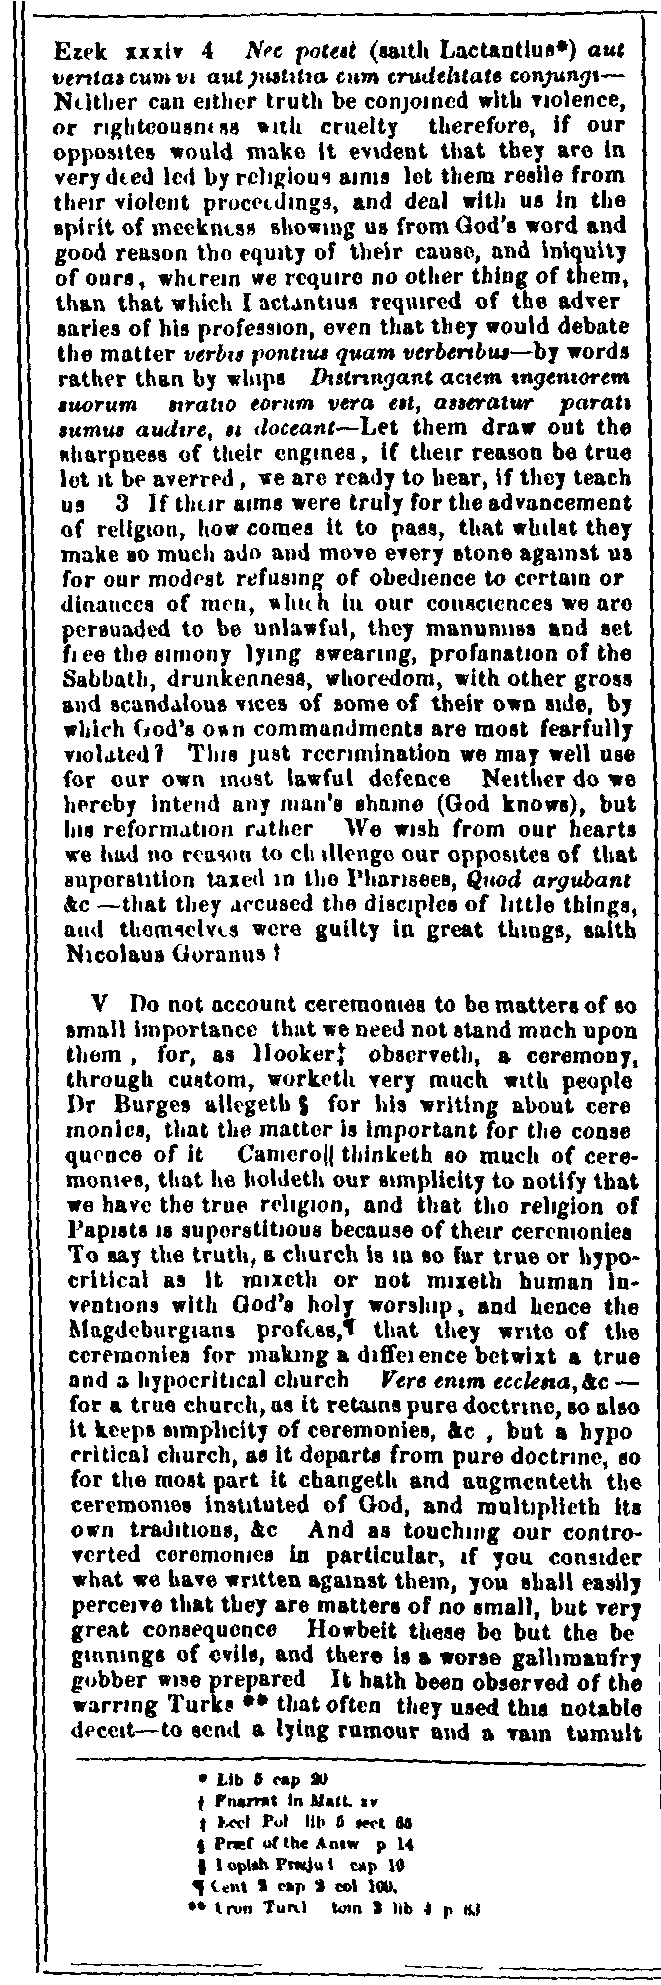 Ezek xxxiv 4 Nec potest (saith Lactantius*) aut
veritas cum vi aut justitia cum crudelitate conjungi—
Neither can either truth be conjoined with violence,
or righteousness with cruelty therefore, if our
opposites would make it evident that they are in
very deed led by religious aims let them resile from
their violent proceedings, and deal with us in the
spirit of meekness showing us from God's word and
good reason the equity of their cause, and iniquity
of ours, wherein we require no other thing of them,
than that which Lactantius required of the adver
saries of his profession, even that they would debate
the matter verbis potius quam verberibus—by words
rather than by whips Distringant aciem ingeniorem
suorum si ratio eorum vera est, asseratur parati
sumus audire, si doceant—Let them draw out the
sharpness of their engines, if their reason be true
let it be averred, we are ready to hear, if they teach
us 3 If their aims were truly for the advancement
of religion, how comes it to pass, that whilst they
make so much ado and move every stone against us
for our modest refusing of obedience to certain or
dinances of men, which in our consciences we are
persuaded to be unlawful, they manumiss and set
free the simony lying swearing, profanation of the
Sabbath, drunkenness, whoredom, with other gross
and scandalous vices of some of their own side, by
which God's own commandments are most fearfully
violated? This just recrimination we may well use
for our own most lawful defence Neither do we
hereby intend any man's shame (God knows), but
his reformation rather We wish from our hearts
we had no reason to challenge our opposites of that
superstition taxed in the Pharisees, Quod argubant
&c —that they accused the disciples of little things,
and themselves were guilty in great things, saith
Nicolaus Goranus †
V Do not account ceremonies to be matters of so
small importance that we need not stand much upon
them, for, as Hooker‡ observeth, a ceremony,
through custom, worketh very much with people
Dr Burges allegeth § for his writing about cere
monies, that the matter is important for the conse
quence of it Camero|| thinketh so much of cere-
monies, that he holdeth our simplicity to notify that
we have the true religion, and that the religion of
Papists is superstitious because of their ceremonies
To say the truth, a church is in so far true or hypo-
critical as it mixeth or not mixeth human in-
ventions with God's holy worship, and hence the
Magdeburgians profess,¶ that they write of the
ceremonies for making a difference betwixt a true
and a hypocritical church Vere enim ecclesia, &c —
for a true church, as it retains pure doctrine, so also
it keeps simplicity of ceremonies, &c , but a hypo
critical church, as it departs from pure doctrine, so
for the most part it changeth and augmenteth the
ceremonies instituted of God, and multiplieth its
own traditions, &c And as touching our contro-
verted ceremonies in particular, if you consider
what we have written against them, you shall easily
perceive that they are matters of no small, but very
great consequence Howbeit these be but the be
ginnings of evils, and there is a worse gallimaufry
gobber wise prepared It hath been observed of the
warring Turks ** that often they used this notable
deceit—to send a lying rumour and a vain tumult
* Lib 5 cap 20
† Enarrat in Matt. xv
‡ Eccl Pol lib 5 sect 65
§ Præf of the Answ p 14
|| Præjud cap 10
¶ Cent 2 cap 2 col 100.
** tom 3 lib 4 p 63